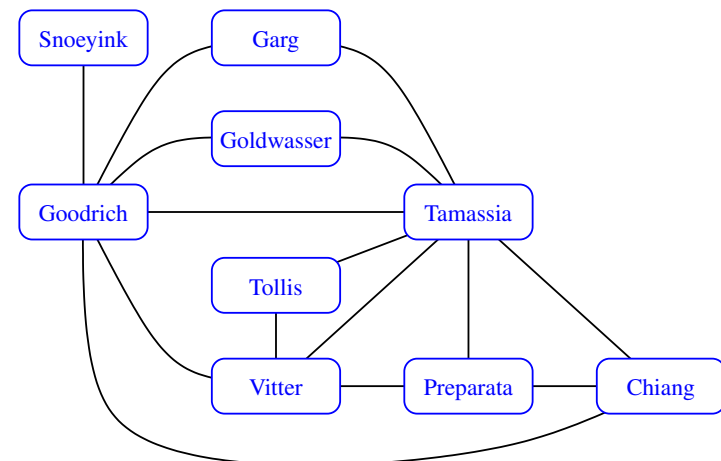 Snoeyink
Garg
Goldwasser
Goodrich
Tamassia
Tollis
Vitter
Preparata
Chiang